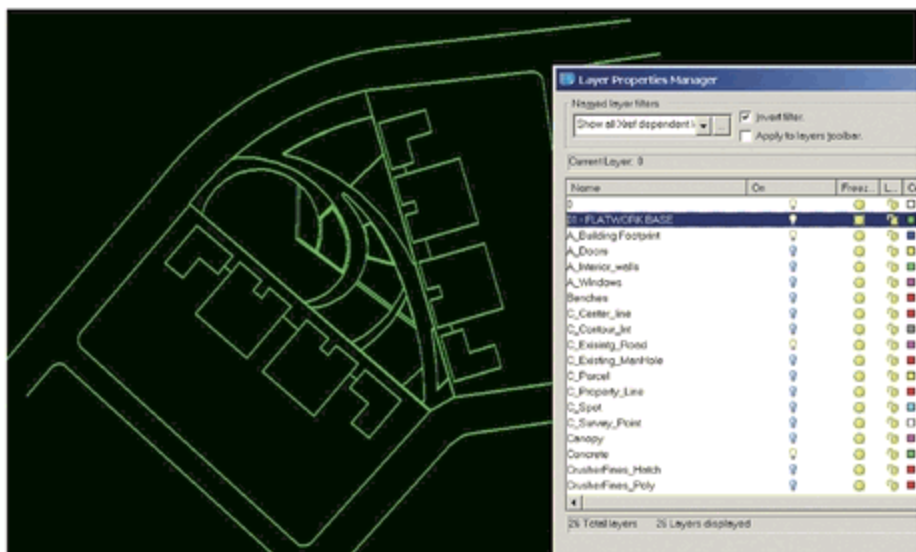 Layer Properties Manager
Named layer filters
Show all Xref dependent l
...
Invert filter.
Apply to layers toolbar.
Current Layer: 0
Name On Freez... L... C
0
01 - FLATWORK BASE
A_Building Footprint
A_Doors
A_Interior_walls
A_Windows
Benches
C_Center_line
C_Contour_Int
C_Exisintg_Road
C_Existing_ManHole
C_Parcel
C_Property_Line
C_Spot
C_Survey_Point
Canopy
Concrete
CrusherFines_Hatch
CrusherFines_Poly
26 Total layers 26 Layers displayed